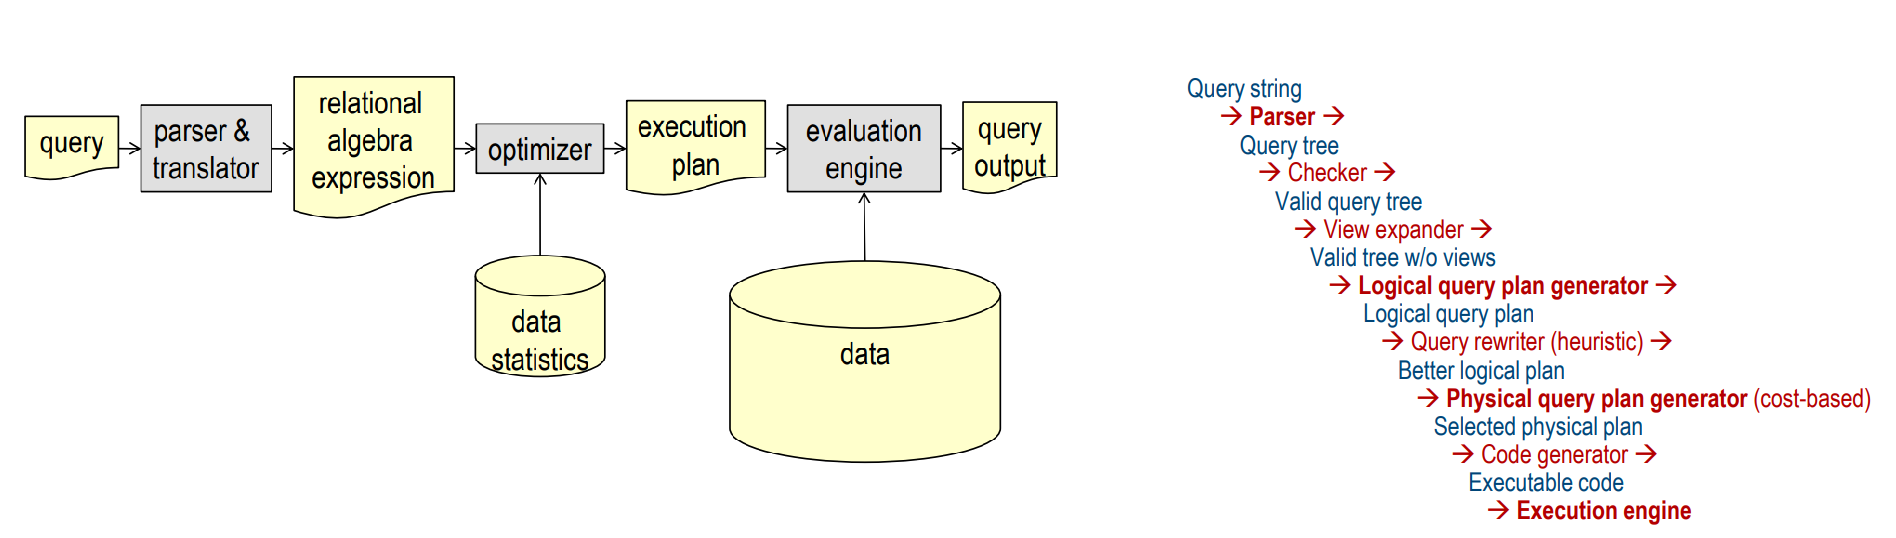 query
parser &
translator
relational
algebra
expression
optimizer
execution
plan
evaluation
engine
query
output
data
statistics
data
Query string
→ Parser →
Query tree
→ Checker →
Valid query tree
→ View expander →
Valid tree w/o views
→ Logical query plan generator →
Logical query plan
→ Query rewriter (heuristic) →
Better logical plan
→ Physical query plan generator (cost-based)
Selected physical plan
→ Code generator →
Executable code
→ Execution engine